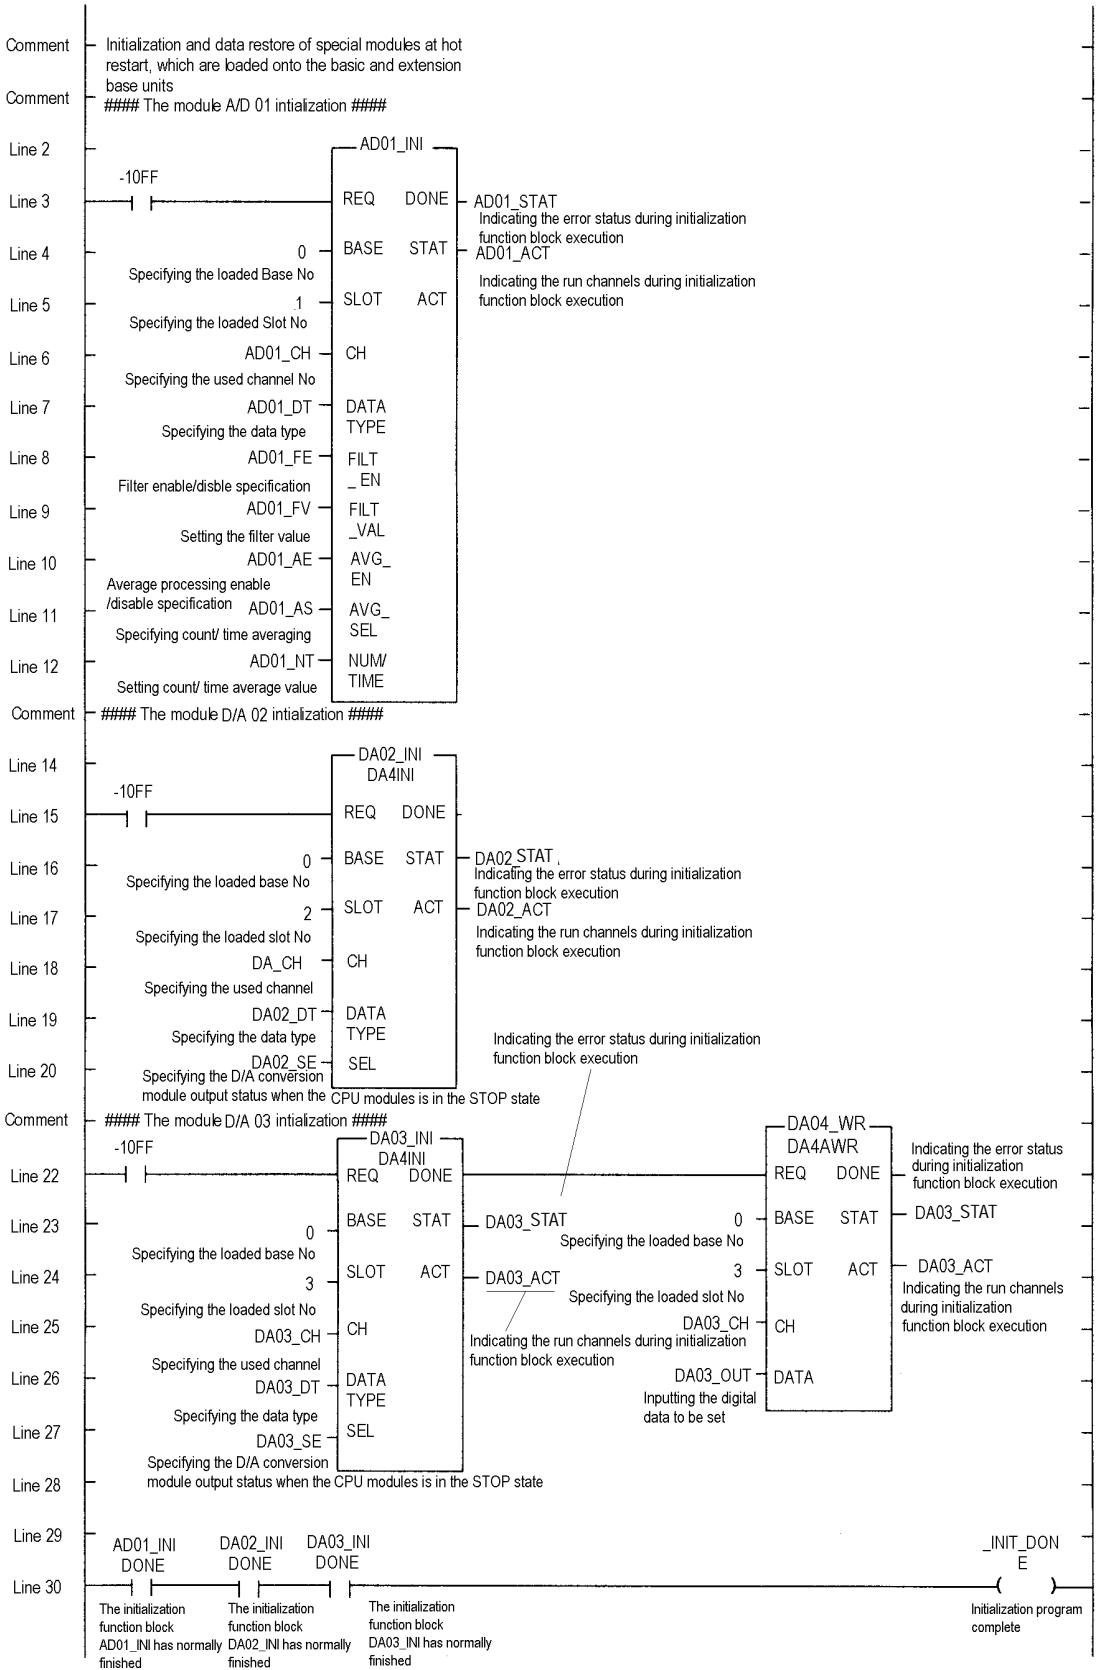 Comment Initialization and data restore of special modules at hot
restart, which are loaded onto the basic and extension
base units
Comment #### The module A/D 01 intialization ####
Line 2 AD01_INI
-10FF
Line 3 REQ DONE AD01_STAT
Indicating the error status during initialization
function block execution
Line 4 0 BASE STAT AD01_ACT
Specifying the loaded Base No
Indicating the run channels during initialization
function block execution
Line 5 1 SLOT ACT
Specifying the loaded Slot No
Line 6 AD01_CH CH
Specifying the used channel No
Line 7 AD01_DT DATA
TYPE
Specifying the data type
Line 8 AD01_FE FILT
_ EN
Filter enable/disble specification
Line 9 AD01_FV FILT
_VAL
Setting the filter value
Line 10 AD01_AE AVG_
EN
Average processing enable
/disable specification
Line 11 AD01_AS AVG_
SEL
Specifying count/ time averaging
Line 12 AD01_NT NUM/
TIME
Setting count/ time average value
Comment #### The module D/A 02 intialization ####
Line 14 DA02_INI
DA4INI
-10FF
Line 15 REQ DONE
Line 16 0 BASE STAT DA02_STAT
Specifying the loaded base No
Indicating the error status during initialization
function block execution
Line 17 2 SLOT ACT DA02_ACT
Specifying the loaded slot No
Indicating the run channels during initialization
function block execution
Line 18 DA_CH CH
Specifying the used channel
Line 19 DA02_DT DATA
TYPE
Specifying the data type
Indicating the error status during initialization
function block execution
Line 20 DA02_SE SEL
Specifying the D/A conversion
module output status when the CPU modules is in the STOP state
Comment #### The module D/A 03 intialization ####
-10FF
DA03_INI
DA4INI
DA04_WR
DA4AWR
Line 22 REQ DONE REQ DONE
Indicating the error status
during initialization
function block execution
Line 23 0 BASE STAT DA03_STAT 0 BASE STAT DA03_STAT
Specifying the loaded base No
Specifying the loaded base No
Line 24 3 SLOT ACT DA03_ACT 3 SLOT ACT DA03_ACT
Specifying the loaded slot No
Specifying the loaded slot No
Indicating the run channels
during initialization
function block execution
Line 25 DA03_CH CH DA03_CH CH
Indicating the run channels during initialization
function block execution
Specifying the used channel
Line 26 DA03_DT DATA
TYPE
DA03_OUT DATA
Inputting the digital
data to be set
Specifying the data type
Line 27 DA03_SE SEL
Specifying the D/A conversion
module output status when the CPU modules is in the STOP state
Line 28
Line 29
AD01_INI DA02_INI DA03_INI _INIT_DON
DONE DONE DONE E
Line 30
The initialization
function block
AD01_INI has normally
finished
The initialization
function block
DA02_INI has normally
finished
The initialization
function block
DA03_INI has normally
finished
Initialization program
complete